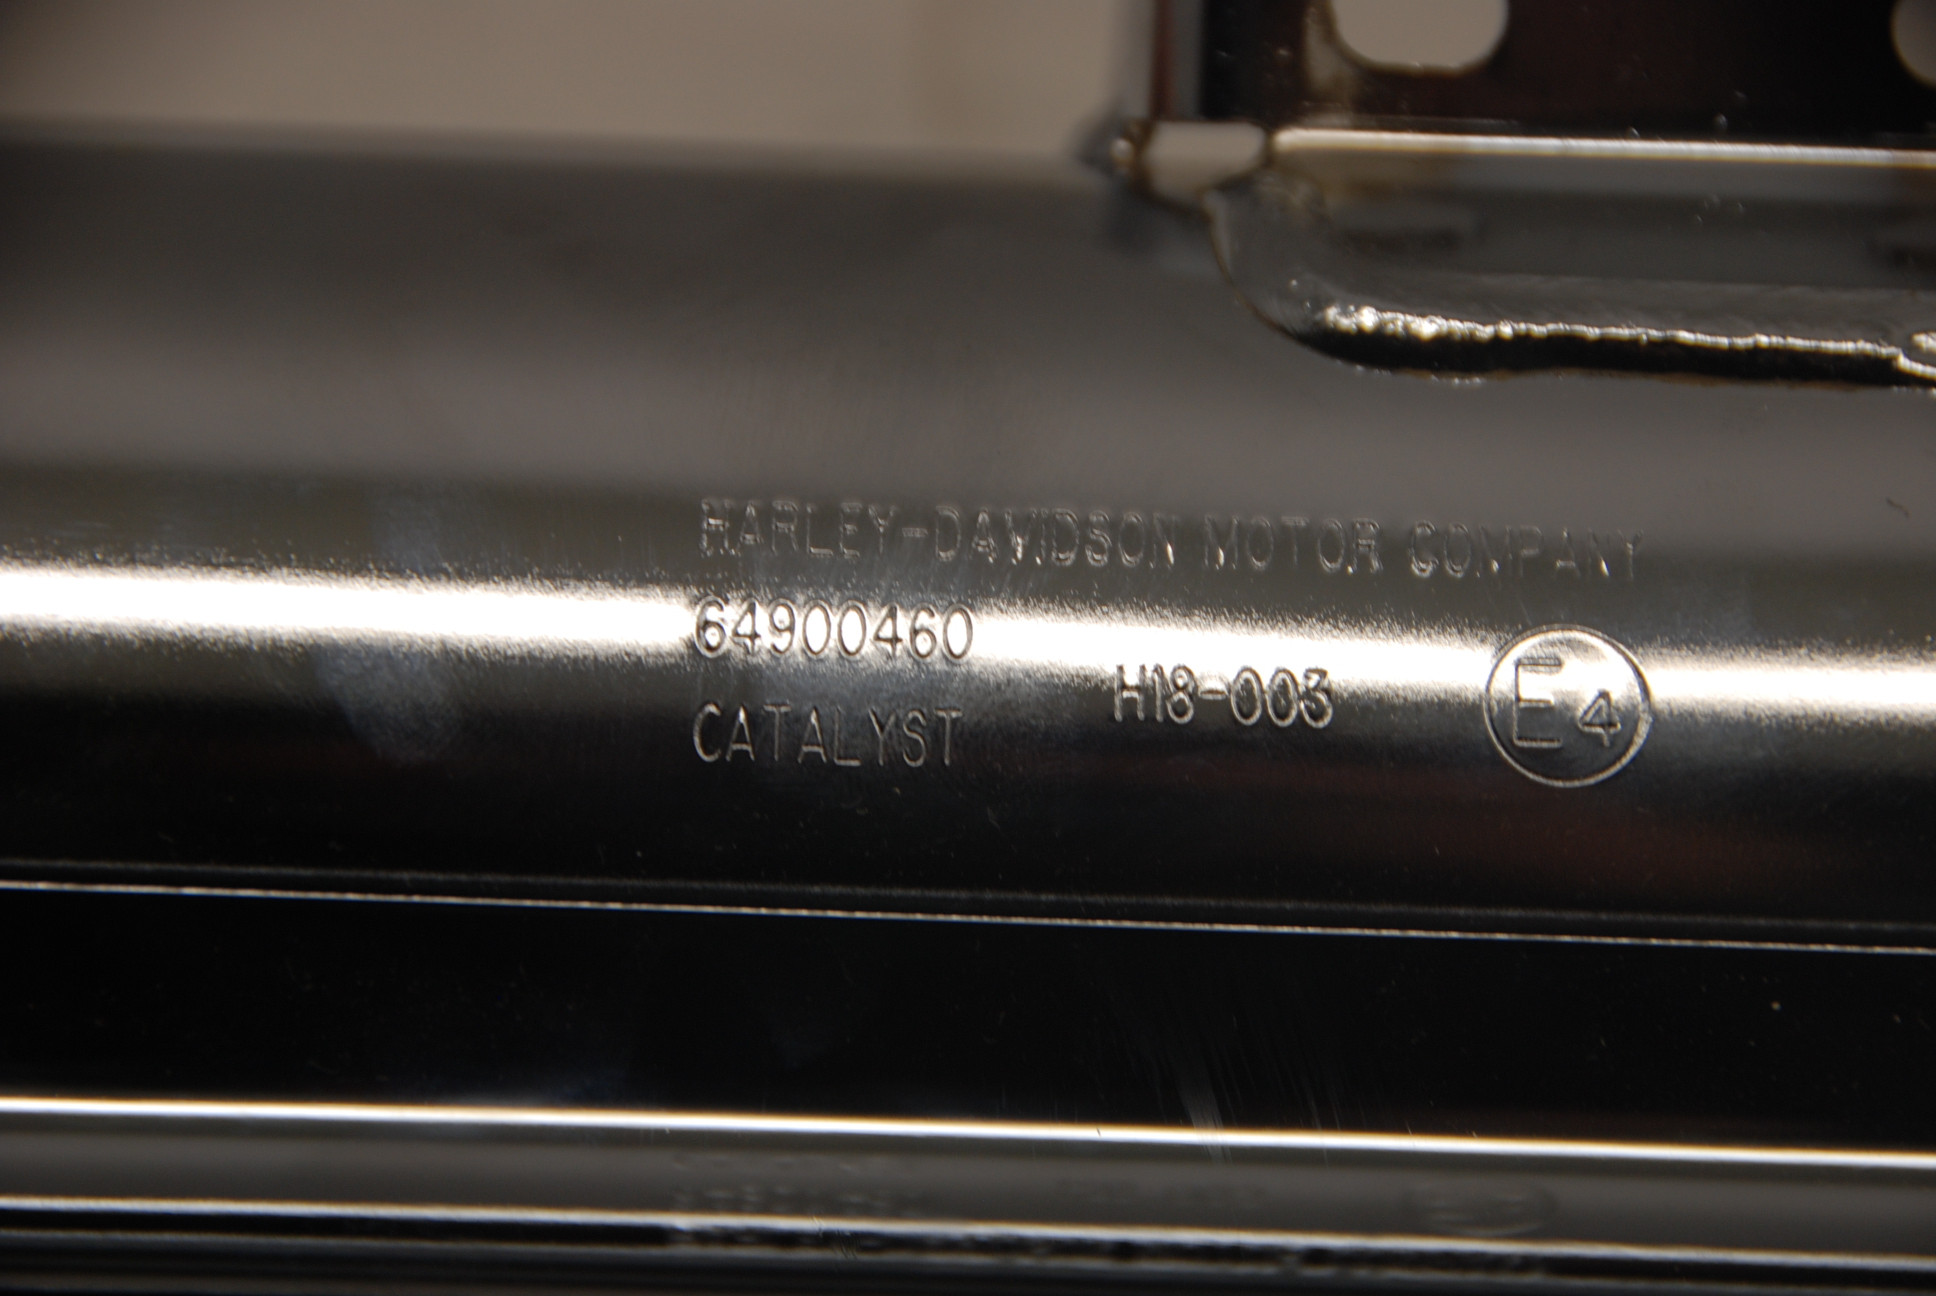 HARLEY-DAVIDSON MOTOR COMPANY
64900460
H18-003
CATALYST
E4